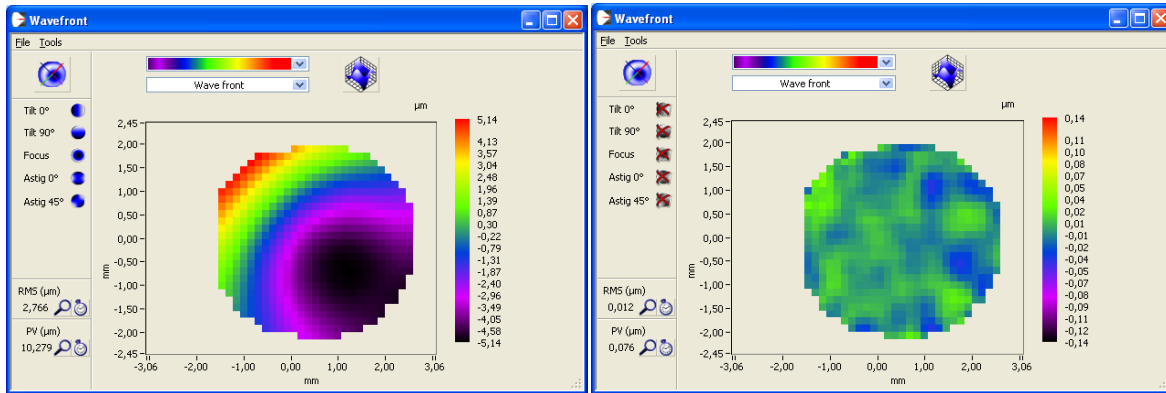 Wavefront
File Tools
Wave front
Tilt 0°
Tilt 90°
Focus
Astig 0°
Astig 45°
RMS (µm)
2,766
PV (µm)
10,279
µm
2,45
2,00
1,50
1,00
0,50
0,00
-0,50
-1,00
-1,50
-2,00
-2,45
mm
-3,06 -2,00 -1,00 0,00 1,00 2,00 3,06
mm
5,14
4,13
3,57
3,04
2,48
1,96
1,39
0,87
0,30
-0,22
-0,79
-1,31
-1,87
-2,40
-2,96
-3,49
-4,05
-4,58
-5,14
Wavefront
File Tools
Wave front
Tilt 0°
Tilt 90°
Focus
Astig 0°
Astig 45°
RMS (µm)
0,012
PV (µm)
0,076
µm
2,45
2,00
1,50
1,00
0,50
0,00
-0,50
-1,00
-1,50
-2,00
-2,45
mm
-3,06 -2,00 -1,00 0,00 1,00 2,00 3,06
mm
0,14
0,11
0,10
0,08
0,07
0,05
0,04
0,02
0,01
-0,01
-0,02
-0,04
-0,05
-0,07
-0,08
-0,09
-0,11
-0,12
-0,14